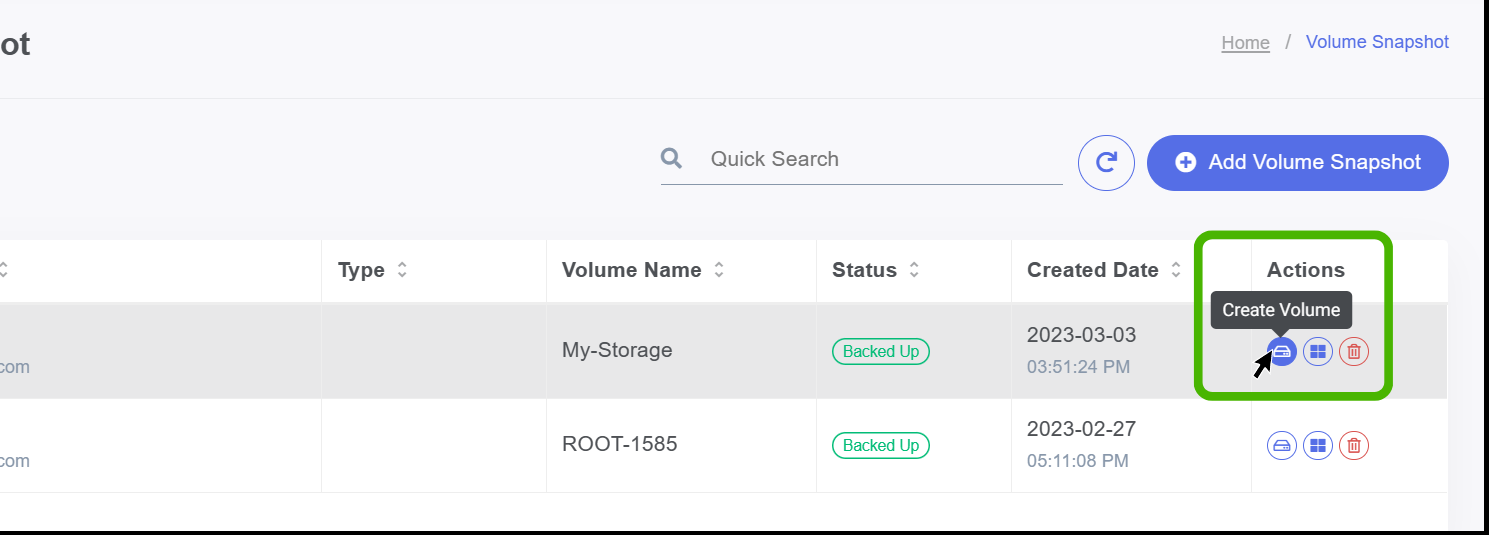 ot
Home / Volume Snapshot
Quick Search
Add Volume Snapshot
Type Volume Name Status Created Date Actions
Create Volume
My-Storage Backed Up 2023-03-03
com 03:51:24 PM
ROOT-1585 Backed Up 2023-02-27
com 05:11:08 PM